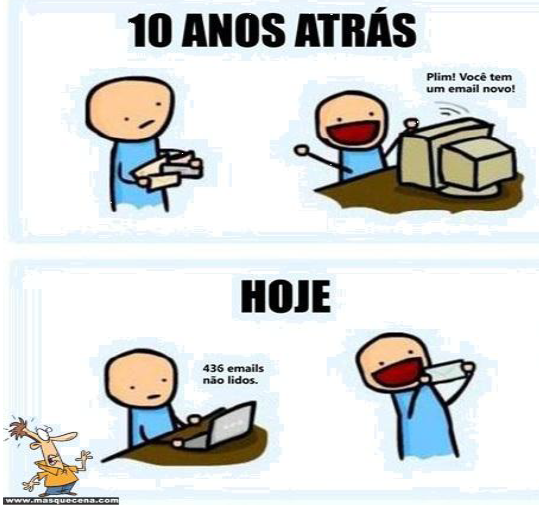 10 ANOS ATRÁS
Plim! Você tem
um email novo!
HOJE
436 emails
não lidos.
www.masquecena.com